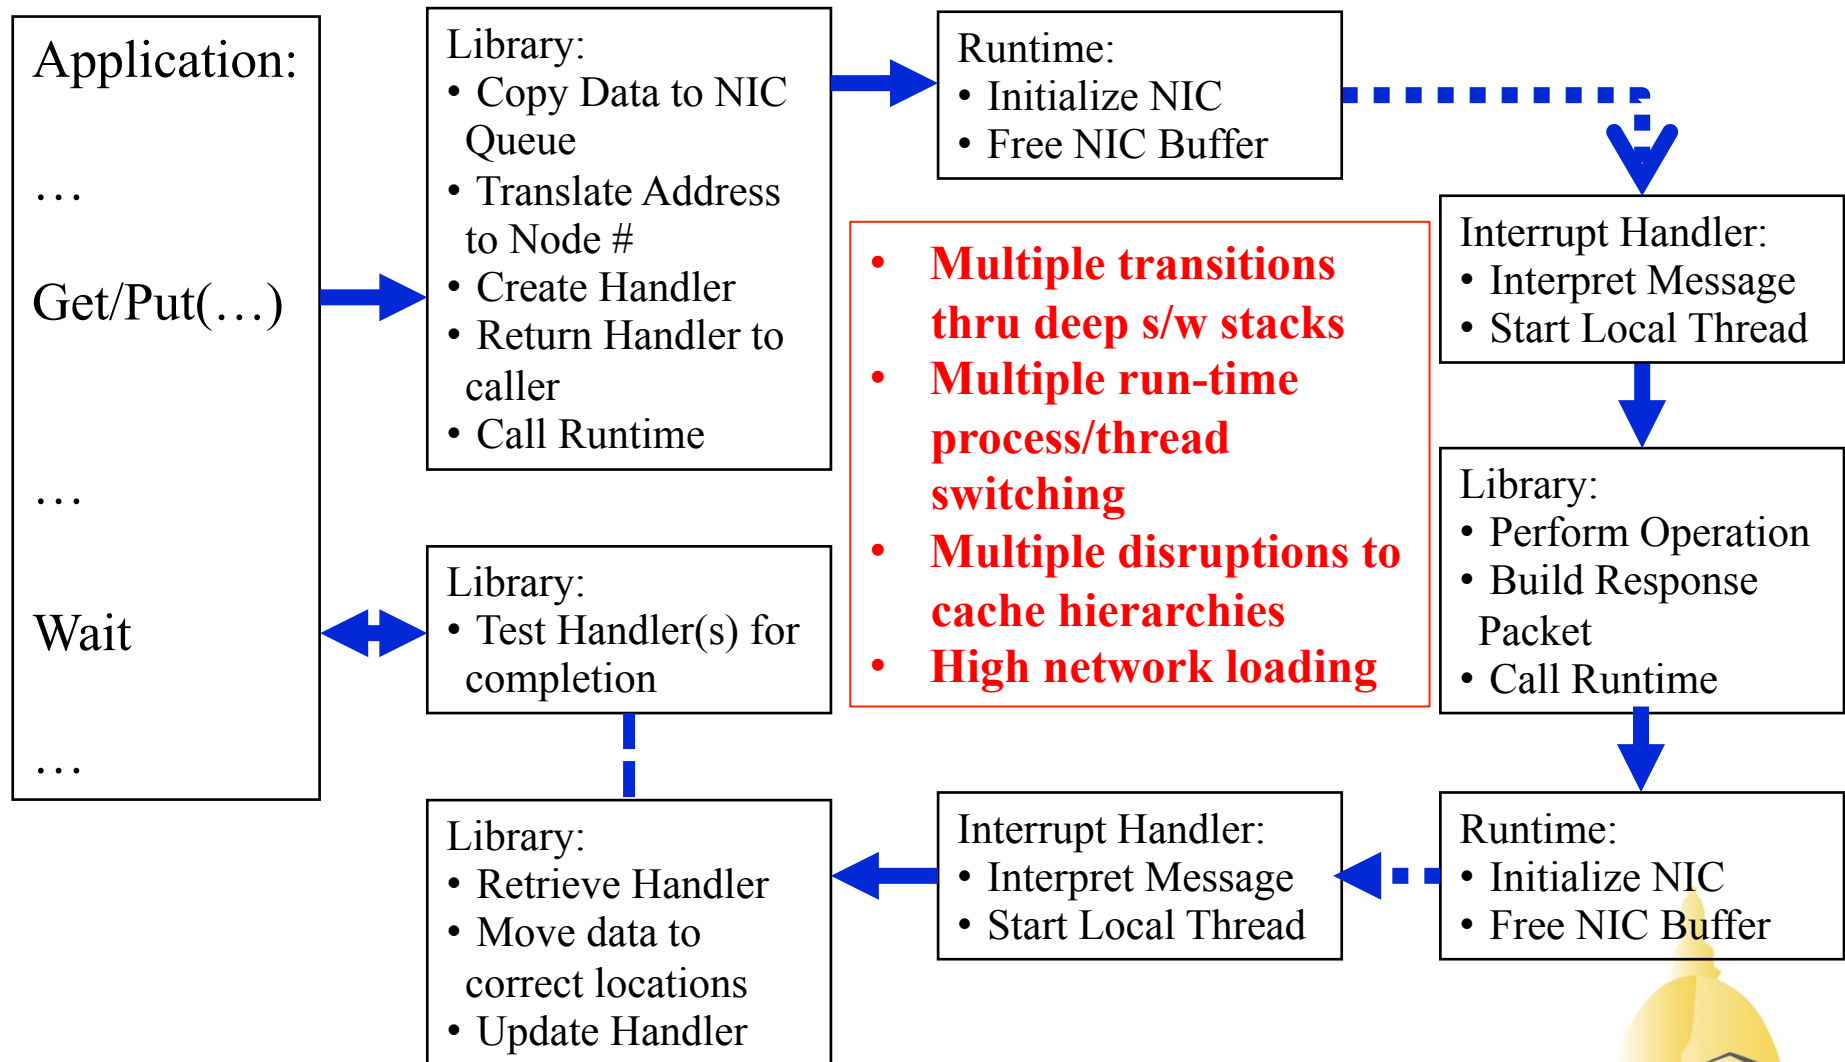 Application:
…
Get/Put(…)
…
Wait
…
Library:
• Copy Data to NIC
Queue
• Translate Address
to Node #
• Create Handler
• Return Handler to
caller
• Call Runtime
Runtime:
• Initialize NIC
• Free NIC Buffer
Interrupt Handler:
• Interpret Message
• Start Local Thread
• Multiple transitions
thru deep s/w stacks
• Multiple run-time
process/thread
switching
• Multiple disruptions to
cache hierarchies
• High network loading
Library:
• Perform Operation
• Build Response
Packet
• Call Runtime
Library:
• Test Handler(s) for
completion
Runtime:
• Initialize NIC
• Free NIC Buffer
Interrupt Handler:
• Interpret Message
• Start Local Thread
Library:
• Retrieve Handler
• Move data to
correct locations
• Update Handler